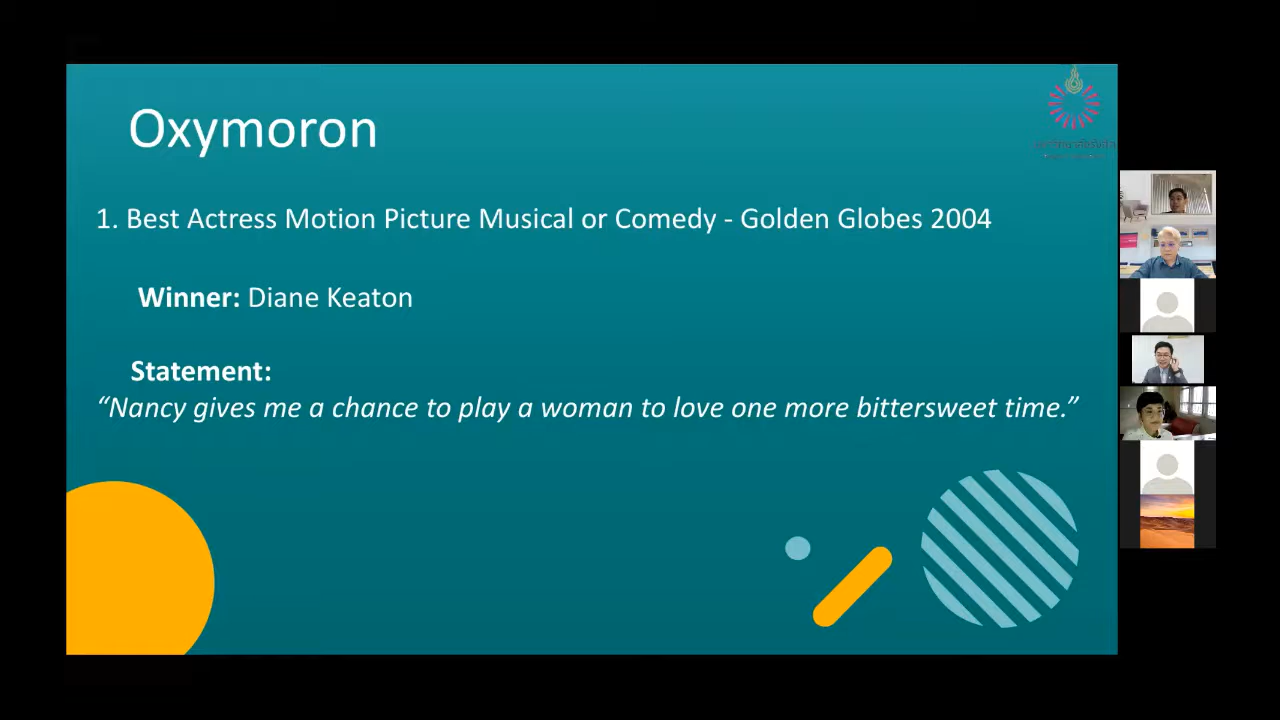 Oxymoron
1. Best Actress Motion Picture Musical or Comedy - Golden Globes 2004
Winner: Diane Keaton
Statement:
“Nancy gives me a chance to play a woman to love one more bittersweet time.”